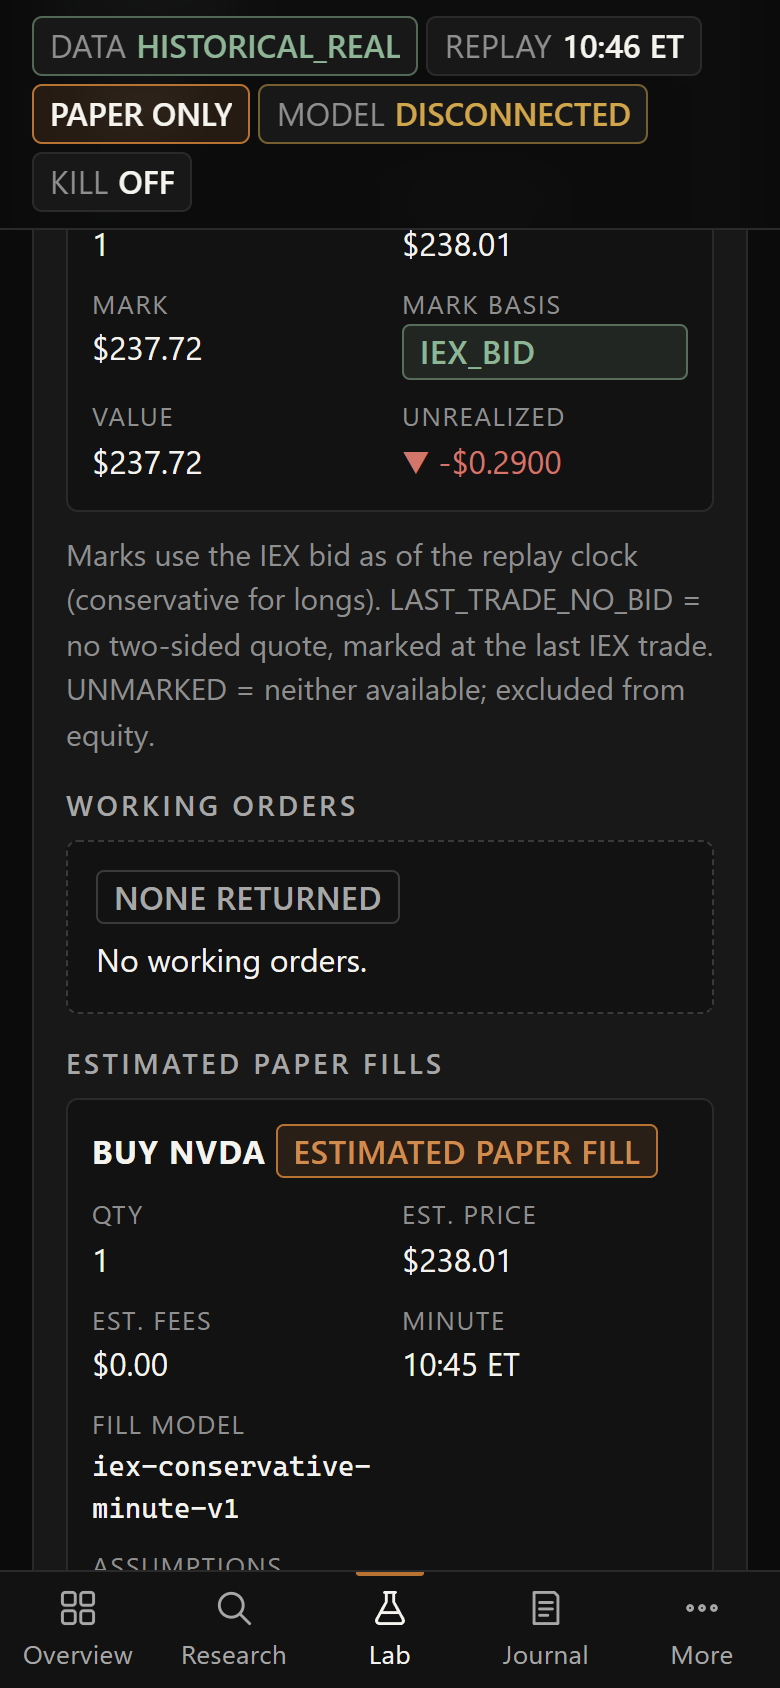 DATA HISTORICAL_REAL REPLAY 10:46 ET
PAPER ONLY MODEL DISCONNECTED
KILL OFF
1 $238.01
MARK MARK BASIS
$237.72 IEX_BID
VALUE UNREALIZED
$237.72 ▼ -$0.2900
Marks use the IEX bid as of the replay clock
(conservative for longs). LAST_TRADE_NO_BID =
no two-sided quote, marked at the last IEX trade.
UNMARKED = neither available; excluded from
equity.
WORKING ORDERS
NONE RETURNED
No working orders.
ESTIMATED PAPER FILLS
BUY NVDA ESTIMATED PAPER FILL
QTY EST. PRICE
1 $238.01
EST. FEES MINUTE
$0.00 10:45 ET
FILL MODEL
iex-conservative-
minute-v1
ASSUMPTIONS
Overview Research Lab Journal More